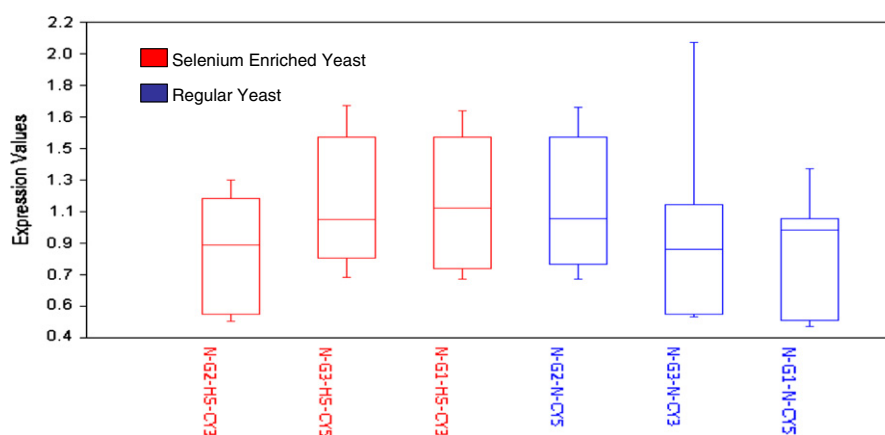 2.2
2.0
1.8
1.6
1.5
1.3
1.1
0.9
0.7
0.6
0.4
Expression Values
Selenium Enriched Yeast
Regular Yeast
N-G2-HS-CY3
N-G3-HS-CY5
N-G1-HS-CY3
N-G2-N-CY5
N-G3-N-CY3
N-G1-N-CY5